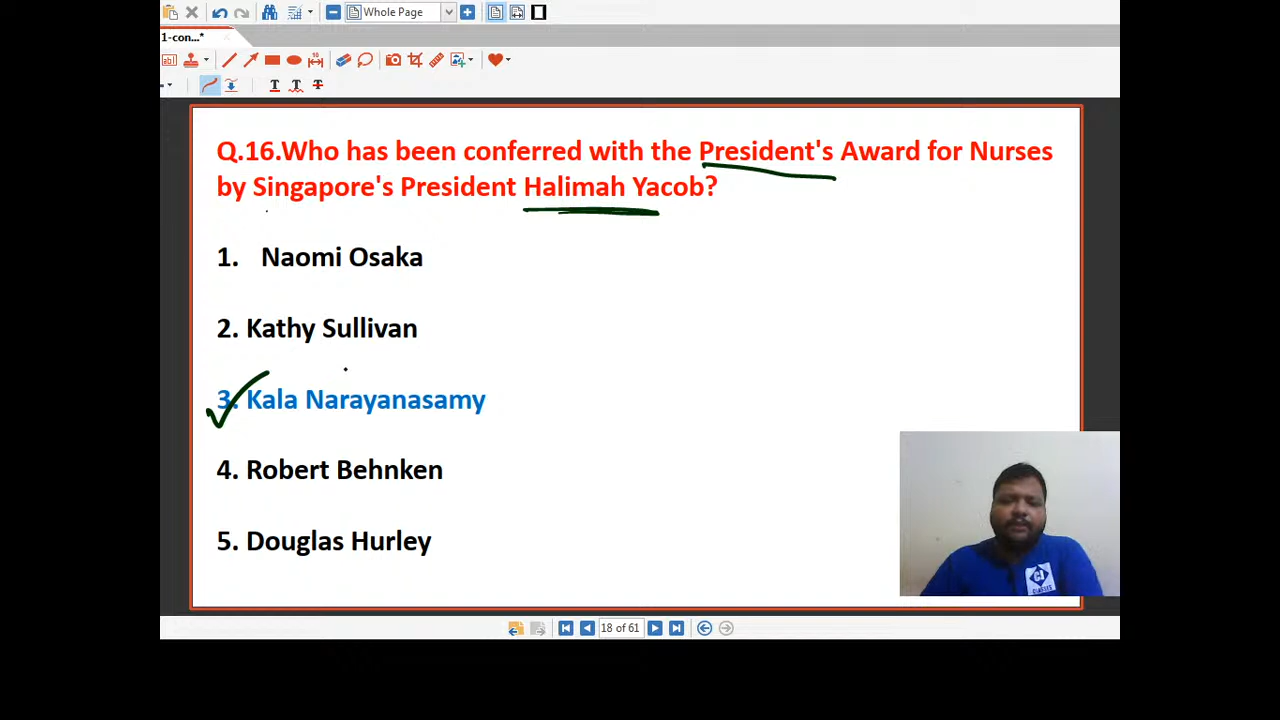 Whole Page
1-con...*
Q.16.Who has been conferred with the President's Award for Nurses
by Singapore's President Halimah Yacob?
1. Naomi Osaka
2. Kathy Sullivan
3. Kala Narayanasamy
4. Robert Behnken
5. Douglas Hurley
CLASSES
18 of 61